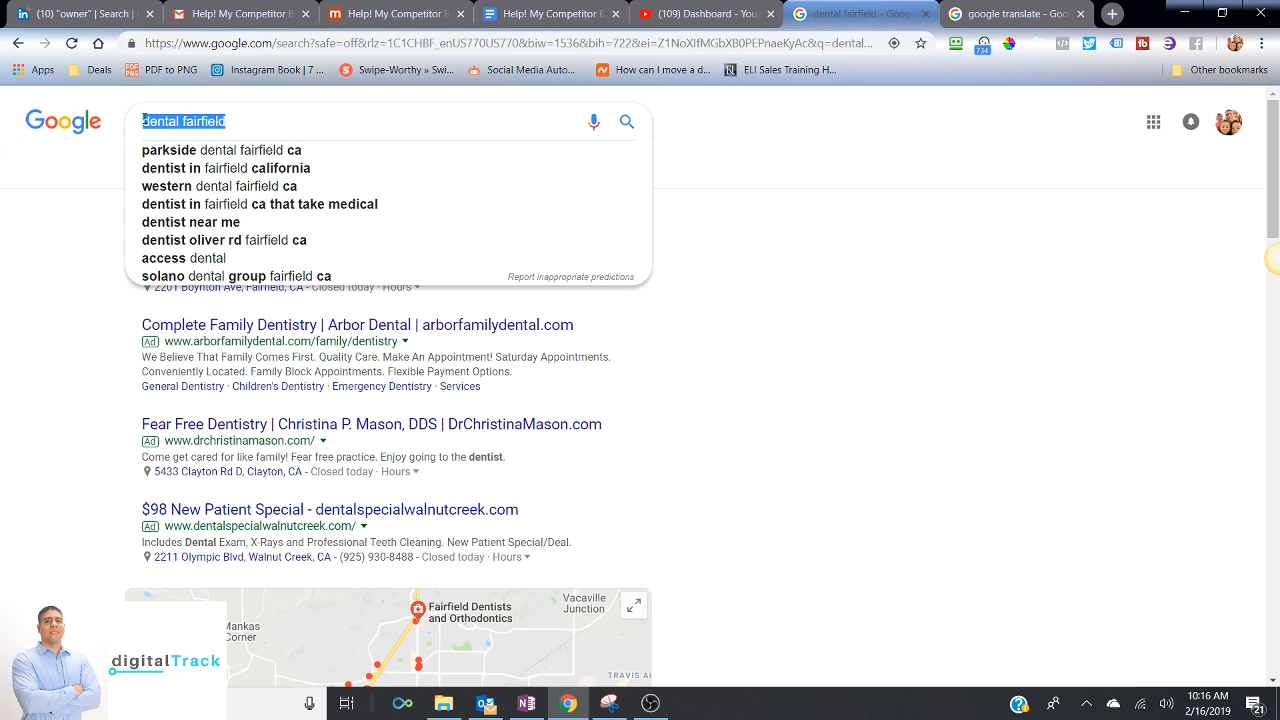 (10) "owner" | Search |
Help! My Competitor B
Help! My Competitor B
Help! My Competitor B
(109) Dashboard - YouT
dental fairfield - Google
google translate - Goo
https://www.google.com/search?safe=off&rlz=1C1CHBF_enUS770US770&biw=1536&bih=722&ei=Z1NoXIfMGbXB0PEPnaeKyAc&q=dental...
734
Apps
Deals
PDF to PNG
Instagram Book | 7 ...
Swipe-Worthy » Swi...
Social Media Auto...
How can I move a d...
ELI Sales Training H...
Other bookmarks
Google
dental fairfield
parkside dental fairfield ca
dentist in fairfield california
western dental fairfield ca
dentist in fairfield ca that take medical
dentist near me
dentist oliver rd fairfield ca
access dental
solano dental group fairfield ca
Report inappropriate predictions
2201 Boynton Ave, Fairfield, CA - Closed today · Hours
Complete Family Dentistry | Arbor Dental | arborfamilydental.com
Ad www.arborfamilydental.com/family/dentistry
We Believe That Family Comes First. Quality Care. Make An Appointment! Saturday Appointments.
Conveniently Located. Family Block Appointments. Flexible Payment Options.
General Dentistry · Children's Dentistry · Emergency Dentistry · Services
Fear Free Dentistry | Christina P. Mason, DDS | DrChristinaMason.com
Ad www.drchristinamason.com/
Come get cared for like family! Fear free practice. Enjoy going to the dentist.
5433 Clayton Rd D, Clayton, CA - Closed today · Hours
$98 New Patient Special - dentalspecialwalnutcreek.com
Ad www.dentalspecialwalnutcreek.com/
Includes Dental Exam, X-Rays and Professional Teeth Cleaning. New Patient Special/Deal.
2211 Olympic Blvd, Walnut Creek, CA - (925) 930-8488 - Closed today · Hours
Mankas
Corner
Fairfield Dentists
and Orthodontics
Vacaville
Junction
TRAVIS A
digitalTrack
10:16 AM
2/16/2019
21